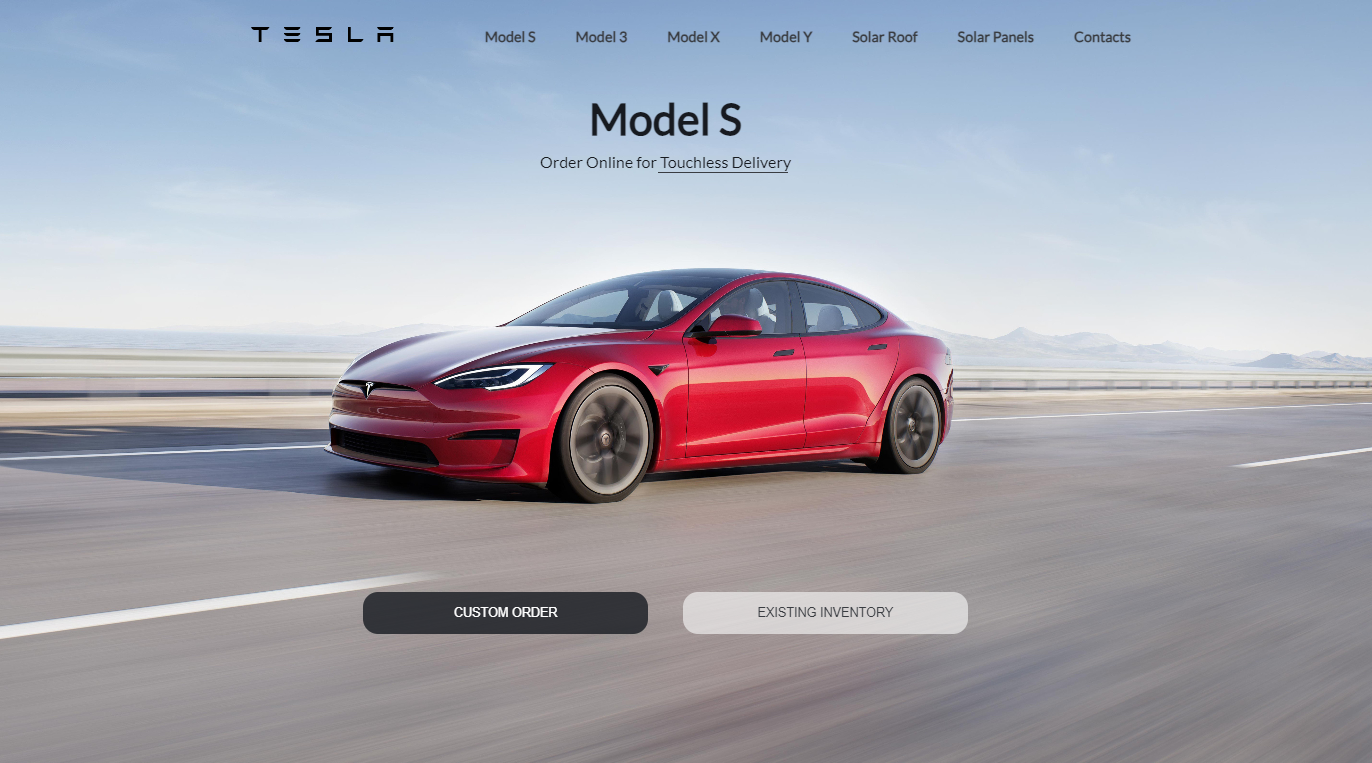 TESLA
Model S
Model 3
Model X
Model Y
Solar Roof
Solar Panels
Contacts
Model S
Order Online for Touchless Delivery
CUSTOM ORDER
EXISTING INVENTORY